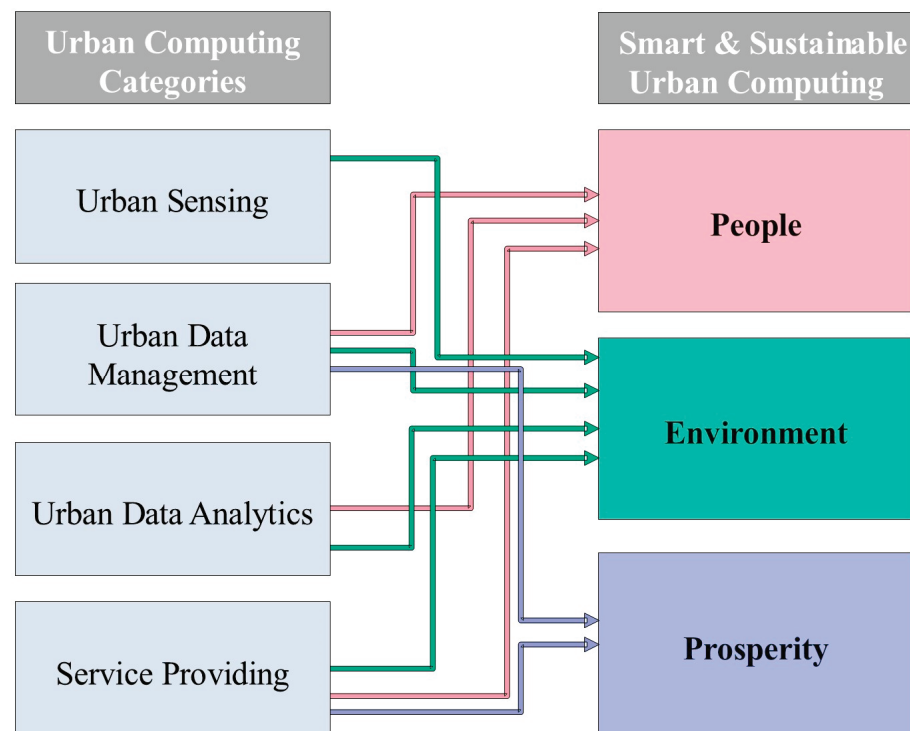 Urban Computing
Categories
Smart & Sustainable
Urban Computing
Urban Sensing
People
Urban Data
Management
Environment
Urban Data Analytics
Service Providing
Prosperity